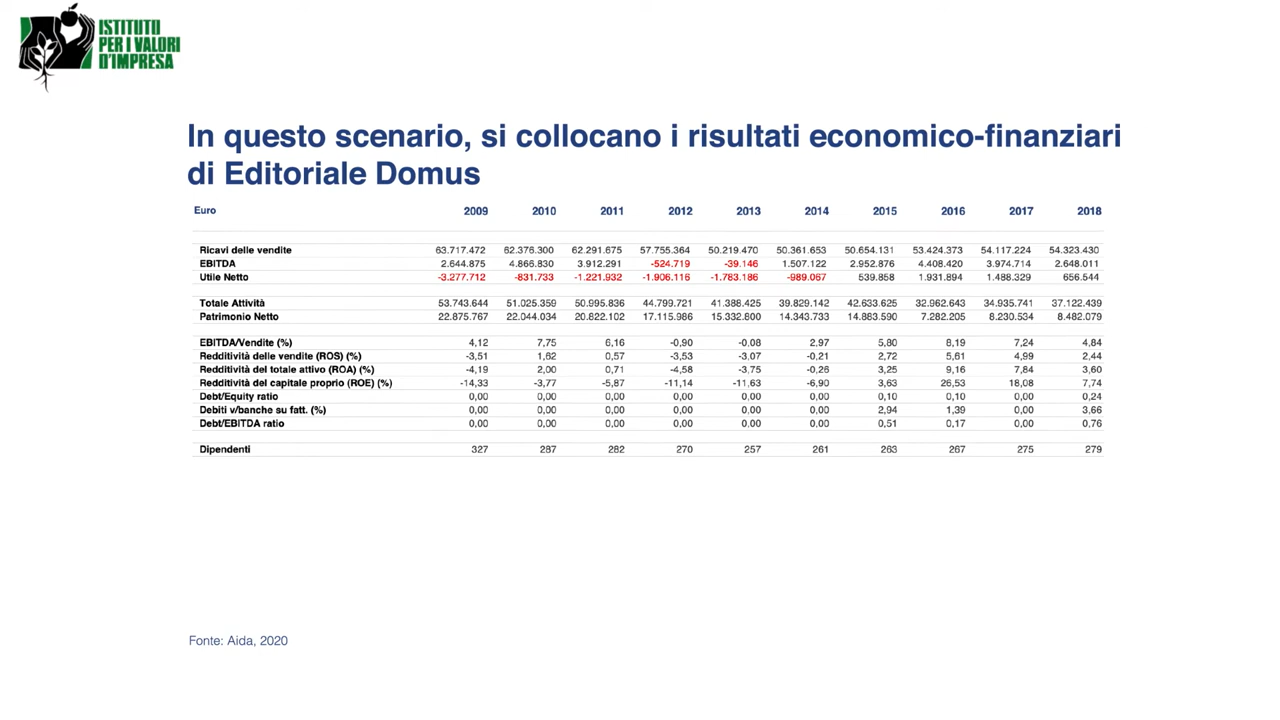 ISTITUTO
PER I VALORI
D'IMPRESA
In questo scenario, si collocano i risultati economico-finanziari
di Editoriale Domus
Euro 2009 2010 2011 2012 2013 2014 2015 2016 2017 2018
Ricavi delle vendite 63.717.472 62.376.300 62.291.675 57.755.364 50.219.470 50.361.653 50.654.131 53.424.373 54.117.224 54.323.430
EBITDA 2.644.875 4.866.830 3.912.291 -524.719 -39.146 1.507.122 2.952.876 4.408.420 3.974.714 2.648.011
Utile Netto -3.277.712 -831.733 -1.221.932 -1.906.116 -1.783.186 -989.067 539.858 1.931.894 1.488.329 656.544
Totale Attività 53.743.644 51.025.359 50.995.836 44.799.721 41.388.425 39.829.142 42.633.625 32.962.643 34.935.741 37.122.439
Patrimonio Netto 22.875.767 22.044.034 20.822.102 17.115.986 15.332.800 14.343.733 14.883.590 7.282.205 8.230.534 8.482.079
EBITDA/Vendite (%) 4,12 7,75 6,16 -0,90 -0,08 2,97 5,80 8,19 7,24 4,84
Redditività delle vendite (ROS) (%) -3,51 1,62 0,57 -3,53 -3,07 -0,21 2,72 5,61 4,99 2,44
Redditività del totale attivo (ROA) (%) -4,19 2,00 0,71 -4,58 -3,75 -0,26 3,25 9,16 7,84 3,60
Redditività del capitale proprio (ROE) (%) -14,33 -3,77 -5,87 -11,14 -11,63 -6,90 3,63 26,53 18,08 7,74
Debt/Equity ratio 0,00 0,00 0,00 0,00 0,00 0,00 0,10 0,10 0,00 0,24
Debiti v/banche su fatt. (%) 0,00 0,00 0,00 0,00 0,00 0,00 2,94 1,39 0,00 3,66
Debt/EBITDA ratio 0,00 0,00 0,00 0,00 0,00 0,00 0,51 0,17 0,00 0,76
Dipendenti 327 287 282 270 257 261 263 267 275 279
Fonte: Aida, 2020